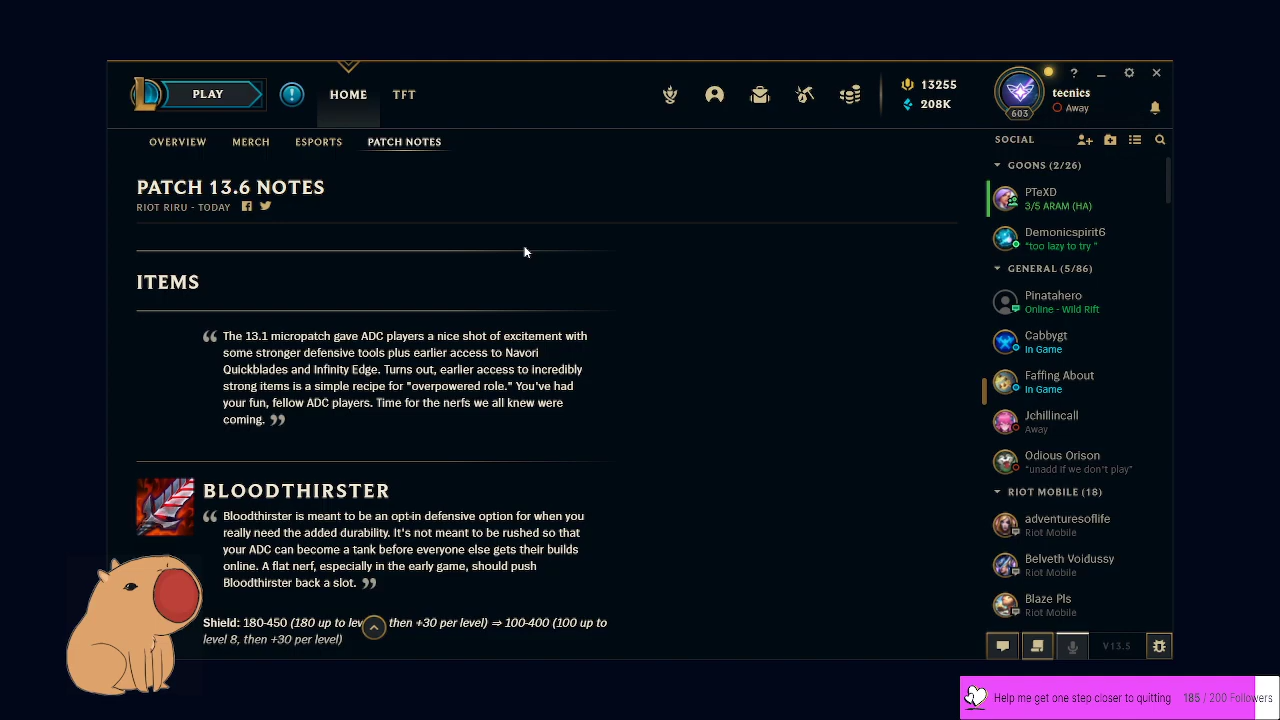 PLAY
HOME
TFT
13255
208K
603
?
tecnics
Away
OVERVIEW
MERCH
ESPORTS
PATCH NOTES
SOCIAL
PATCH 13.6 NOTES
RIOT RIRU - TODAY
ITEMS
The 13.1 micropatch gave ADC players a nice shot of excitement with
some stronger defensive tools plus earlier access to Navori
Quickblades and Infinity Edge. Turns out, earlier access to incredibly
strong items is a simple recipe for "overpowered role." You've had
your fun, fellow ADC players. Time for the nerfs we all knew were
coming.
BLOODTHIRSTER
Bloodthirster is meant to be an opt-in defensive option for when you
really need the added durability. It's not meant to be rushed so that
your ADC can become a tank before everyone else gets their builds
online. A flat nerf, especially in the early game, should push
Bloodthirster back a slot.
Shield: 180-450 (180 up to lev then +30 per level) ⇒ 100-400 (100 up to
level 8, then +30 per level)
GOONS (2/26)
PTeXD
3/5 ARAM (HA)
Demonicspirit6
"too lazy to try "
GENERAL (5/86)
Pinatahero
Online - Wild Rift
Cabbygt
In Game
Faffing About
In Game
Jchillincall
Away
Odious Orison
"unadd if we don't play"
RIOT MOBILE (18)
adventuresoflife
Riot Mobile
Belveth Voidussy
Riot Mobile
Blaze Pls
Riot Mobile
V13.5
Help me get one step closer to quitting 185 / 200 Followers